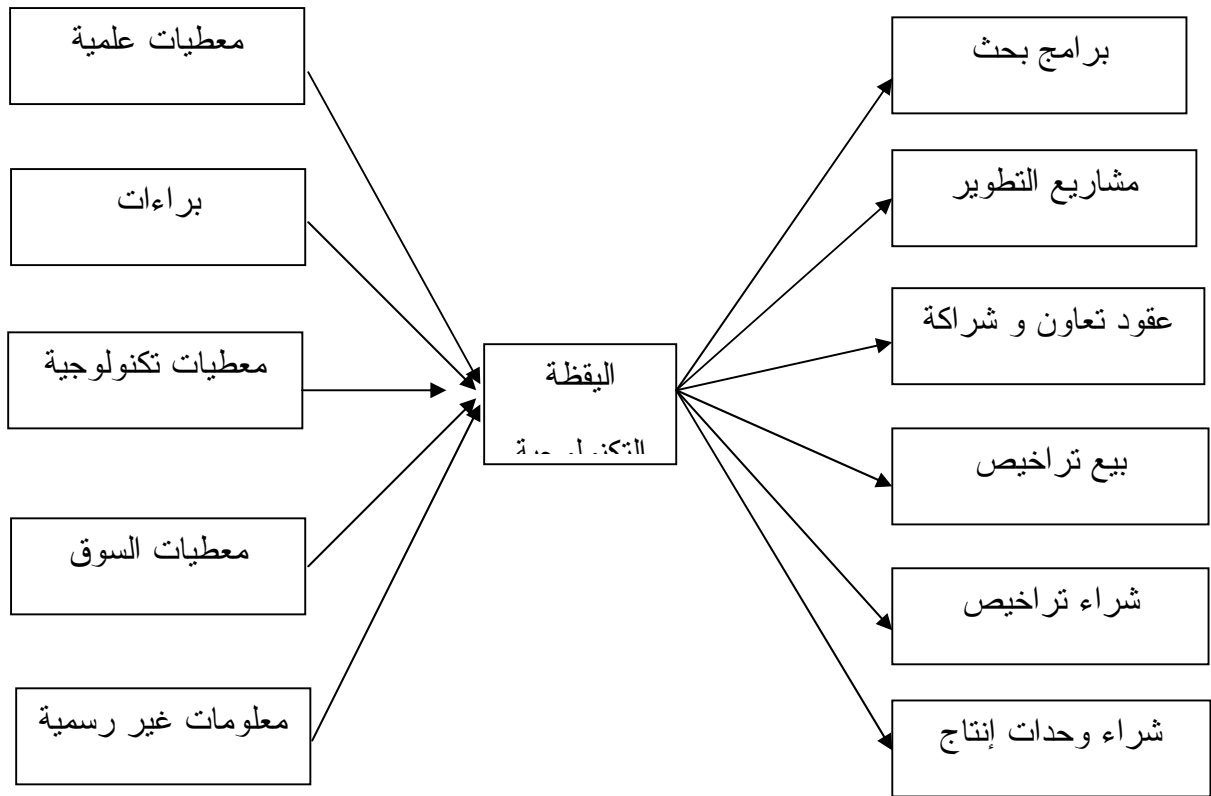 معطيات علمية
براءات
معطيات تكنولوجية
معطيات السوق
معلومات غير رسمية
اليقظة
التكنولوجية
برامج بحث
مشاريع التطوير
عقود تعاون و شراكة
بيع تراخيص
شراء تراخيص
شراء وحدات إنتاج